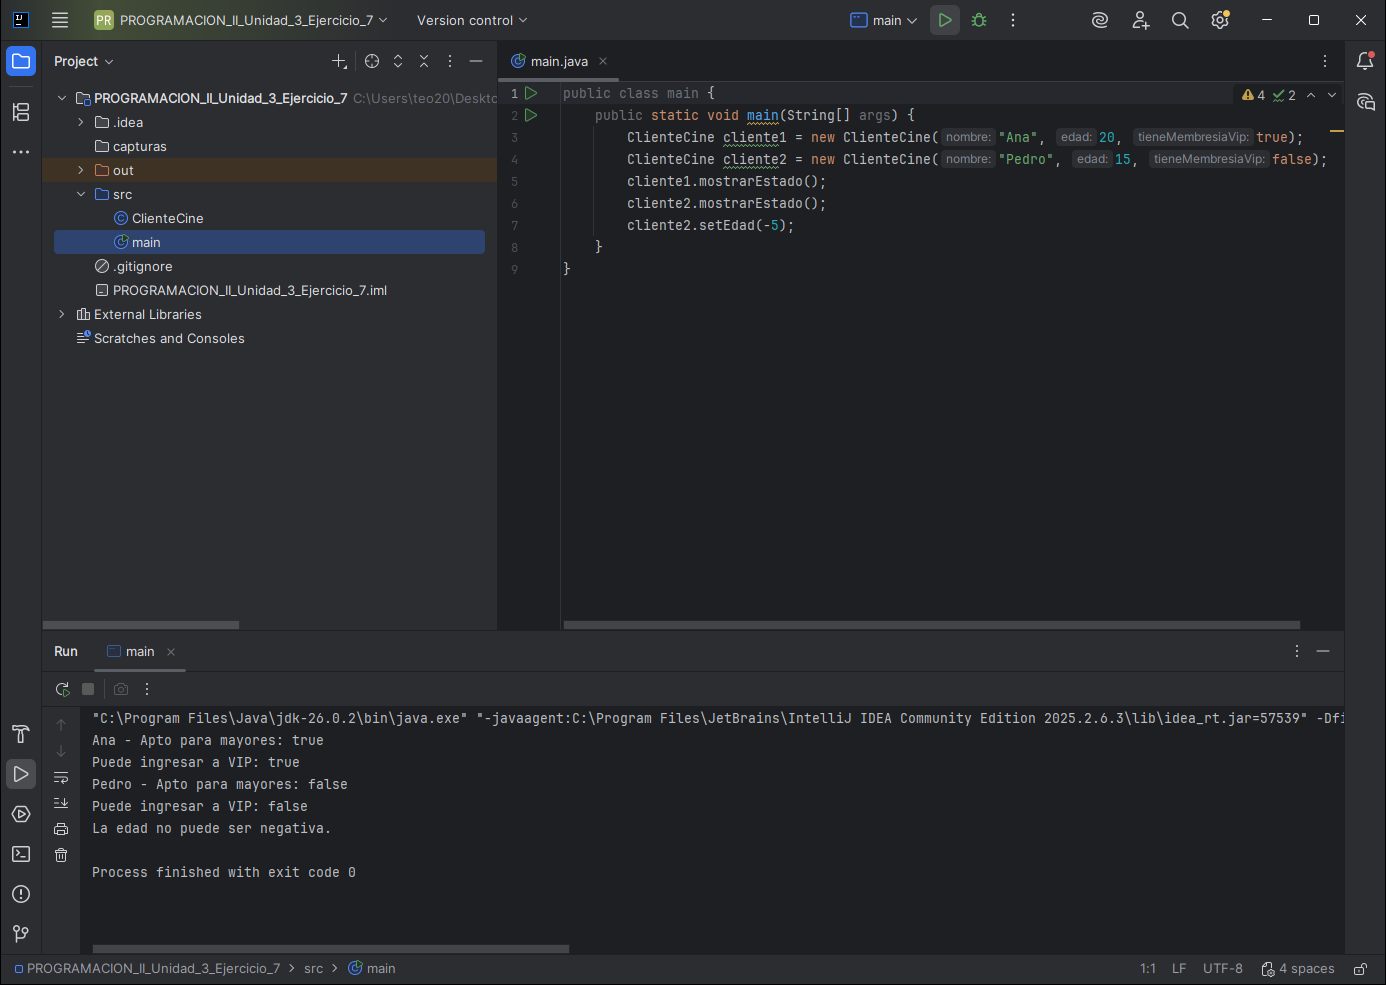 PR PROGRAMACION_II_Unidad_3_Ejercicio_7 Version control main
Project
main.java
PROGRAMACION_II_Unidad_3_Ejercicio_7 C:\Users\teo20\Deskto
.idea
capturas
out
src
ClienteCine
main
.gitignore
PROGRAMACION_II_Unidad_3_Ejercicio_7.iml
External Libraries
Scratches and Consoles
4 2
1 public class main {
2 public static void main(String[] args) {
3 ClienteCine cliente1 = new ClienteCine( nombre: "Ana", edad: 20, tieneMembresiaVip: true);
4 ClienteCine cliente2 = new ClienteCine( nombre: "Pedro", edad: 15, tieneMembresiaVip: false);
5 cliente1.mostrarEstado();
6 cliente2.mostrarEstado();
7 cliente2.setEdad(-5);
8 }
9 }
Run main
"C:\Program Files\Java\jdk-26.0.2\bin\java.exe" "-javaagent:C:\Program Files\JetBrains\IntelliJ IDEA Community Edition 2025.2.6.3\lib\idea_rt.jar=57539" -Dfi
Ana - Apto para mayores: true
Puede ingresar a VIP: true
Pedro - Apto para mayores: false
Puede ingresar a VIP: false
La edad no puede ser negativa.
Process finished with exit code 0
PROGRAMACION_II_Unidad_3_Ejercicio_7 src main 1:1 LF UTF-8 4 spaces